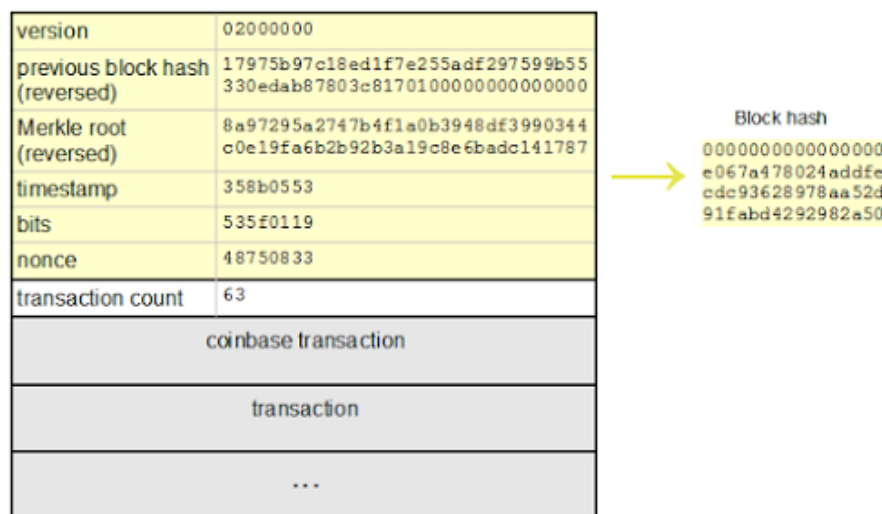 version 02000000
previous block hash (reversed) 17975b97c18ed1f7e255adf297599b55
330edab87803c8170100000000000000
Merkle root (reversed) 8a97295a2747b4f1a0b3948df3990344
c0e19fa6b2b92b3a19c8e6badc141787
timestamp 358b0553
bits 535f0119
nonce 48750833
transaction count 63
coinbase transaction
transaction
...
Block hash
0000000000000000
e067a478024addfe
cdc93628978aa52d
91fabd4292982a50